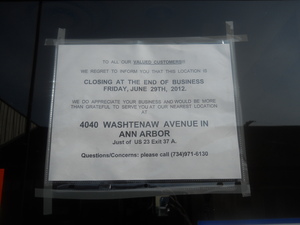 TO ALL OUR VALUED CUSTOMERS!!
WE REGRET TO INFORM YOU THAT THIS LOCATION IS
CLOSING AT THE END OF BUSINESS
FRIDAY, JUNE 29TH, 2012.
WE DO APPRECIATE YOUR BUSINESS AND WOULD BE MORE
THAN GRATEFUL TO SERVE YOU AT OUR NEAREST LOCATION
AT
4040 WASHTENAW AVENUE IN
ANN ARBOR
Just of US 23 Exit 37 A.
Questions/Concerns: please call (734)971-6130